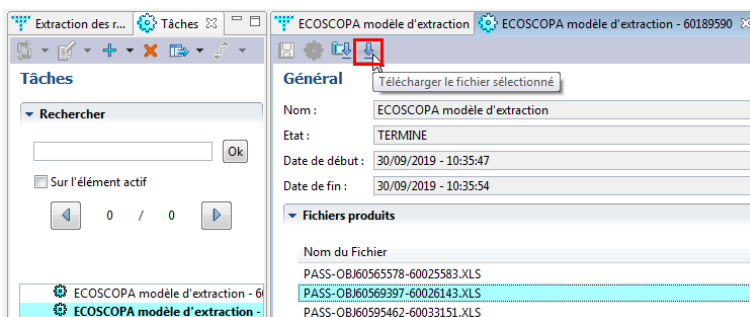 Extraction des r... Tâches
Tâches
Rechercher
Ok
Sur l'élément actif
0 / 0
ECOSCOPA modèle d'extraction - 6
ECOSCOPA modèle d'extraction -
ECOSCOPA modèle d'extraction ECOSCOPA modèle d'extraction - 60189590
Général
Télécharger le fichier sélectionné
Nom : ECOSCOPA modèle d'extraction
Etat : TERMINE
Date de début : 30/09/2019 - 10:35:47
Date de fin : 30/09/2019 - 10:35:54
Fichiers produits
Nom du Fichier
PASS-OBJ60565578-60025583.XLS
PASS-OBJ60569397-60026143.XLS
PASS-OBJ60595462-60033151.XLS